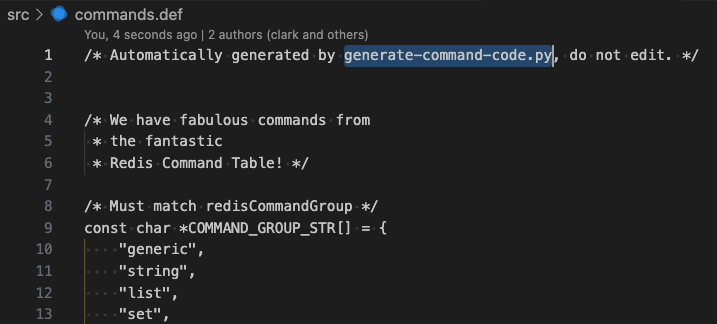 src > commands.def
You, 4 seconds ago | 2 authors (clark and others)
1 /* Automatically generated by generate-command-code.py, do not edit. */
2
3
4 /* We have fabulous commands from
5  * the fantastic
6  * Redis Command Table! */
7
8 /* Must match redisCommandGroup */
9 const char *COMMAND_GROUP_STR[] = {
10     "generic",
11     "string",
12     "list",
13     "set",